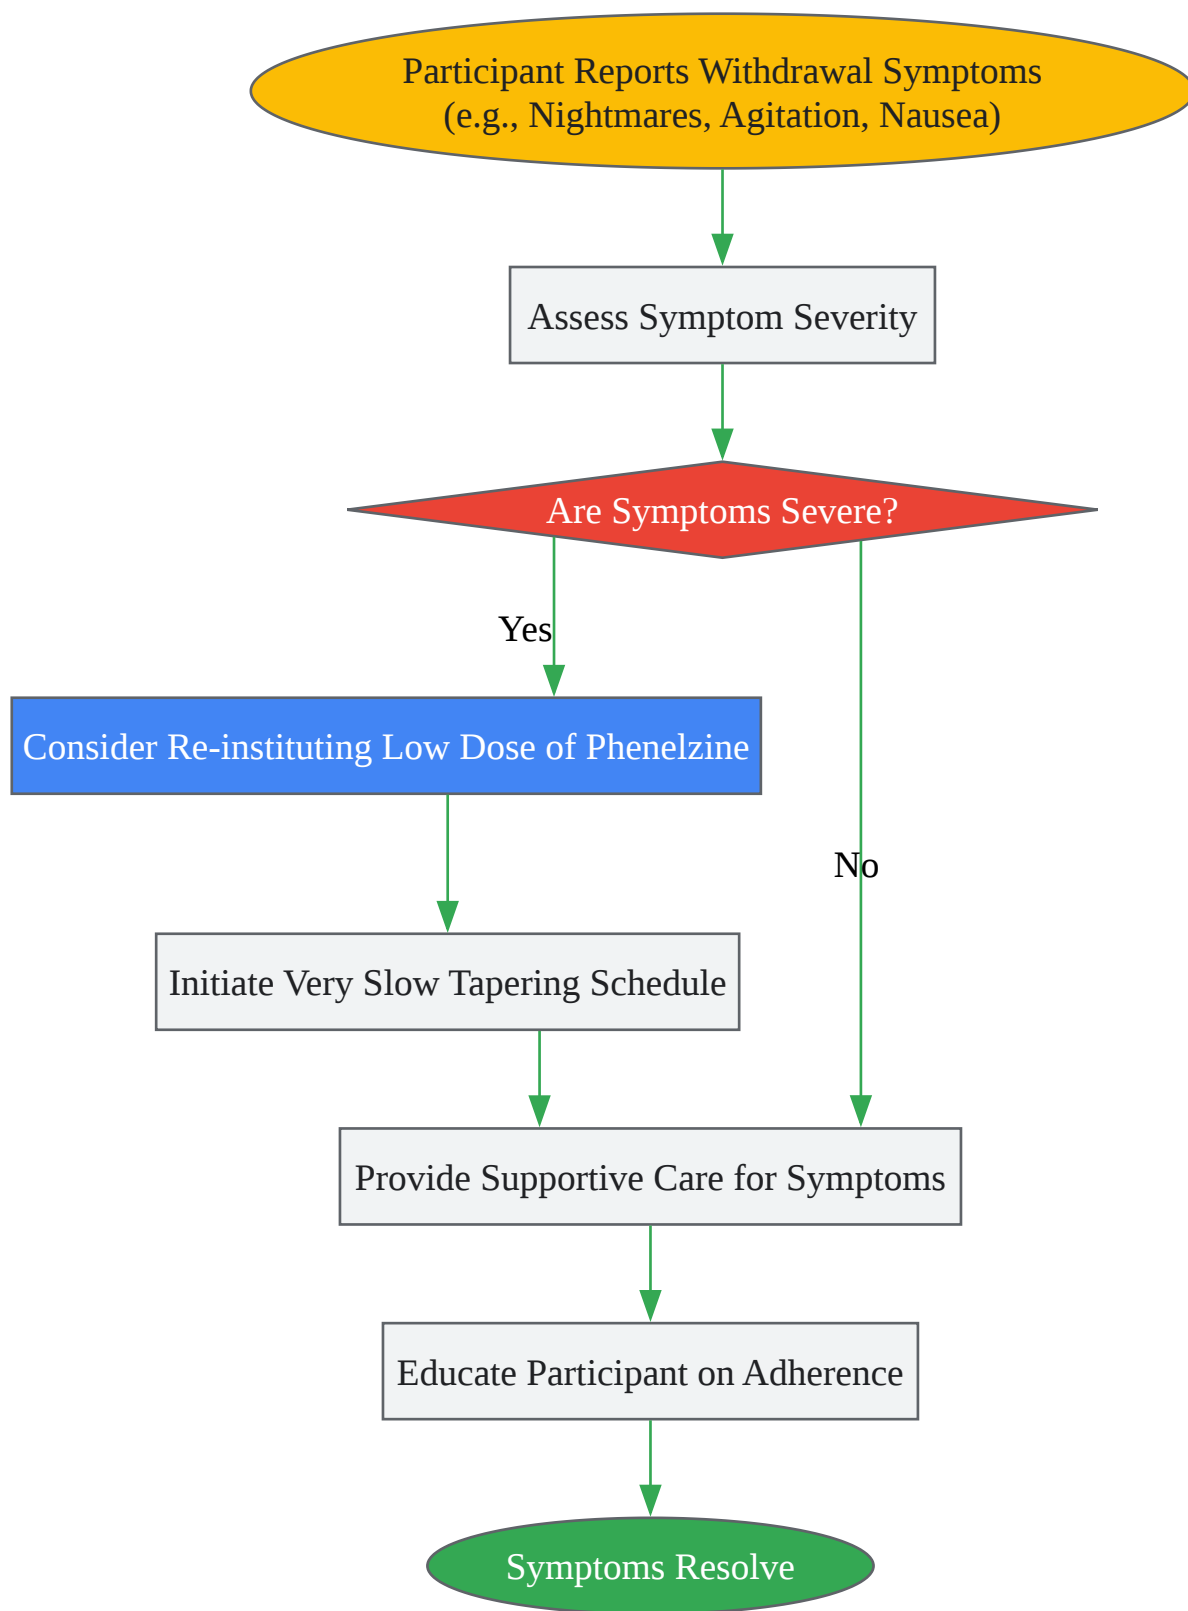 Participant Reports Withdrawal Symptoms
(e.g., Nightmares, Agitation, Nausea)
Assess Symptom Severity
Are Symptoms Severe?
Yes
Consider Re-instituting Low Dose of Phenelzine
No
Initiate Very Slow Tapering Schedule
Provide Supportive Care for Symptoms
Educate Participant on Adherence
Symptoms Resolve